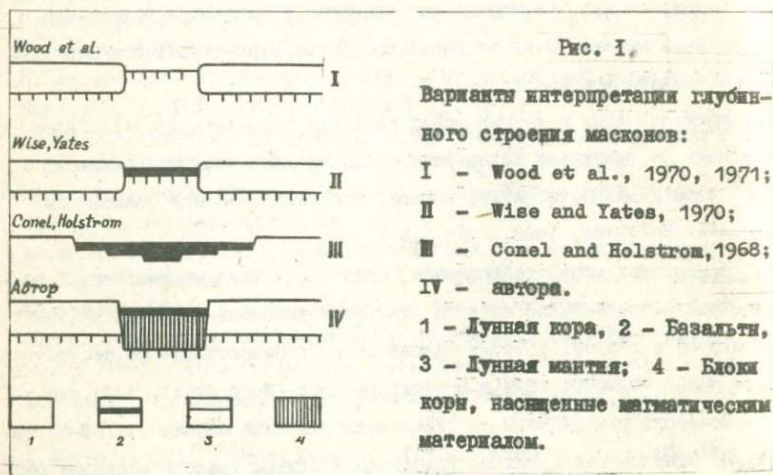 Wood et al.
I
Wise, Yates
II
Conel, Holstrom
III
Автор
IV
1 2 3 4
Рис. I.
Варианты интерпретации глубин-
ного строения масконов:
I - Wood et al., 1970, 1971;
II - Wise and Yates, 1970;
III - Conel and Holstrom, 1968;
IV - автора.
1 - Лунная кора, 2 - Базальты,
3 - Лунная мантия; 4 - Блоки
коры, насыщенные магматическим
материалом.